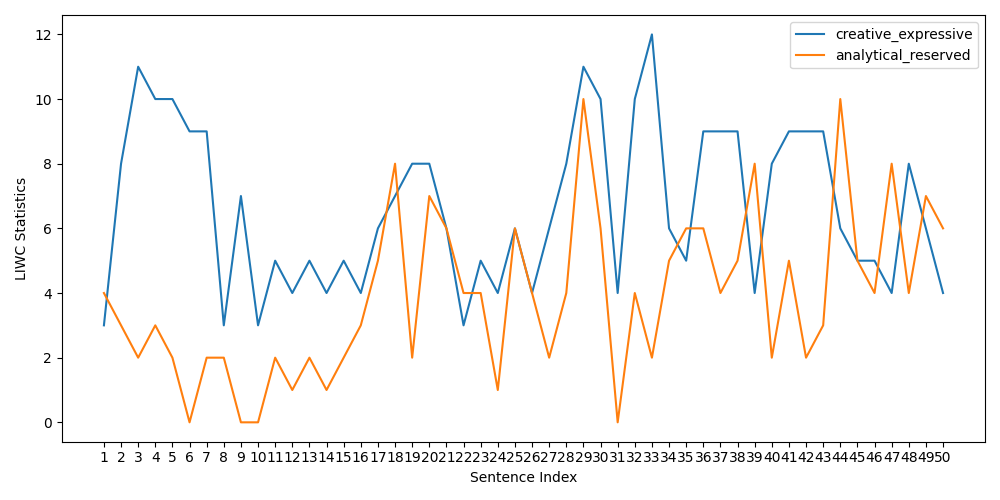 creative_expressive
analytical_reserved
12
10
8
6
4
2
0
LIWC Statistics
1 2 3 4 5 6 7 8 9 10 11 12 13 14 15 16 17 18 19 20 21 22 23 24 25 26 27 28 29 30 31 32 33 34 35 36 37 38 39 40 41 42 43 44 45 46 47 48 49 50
Sentence Index